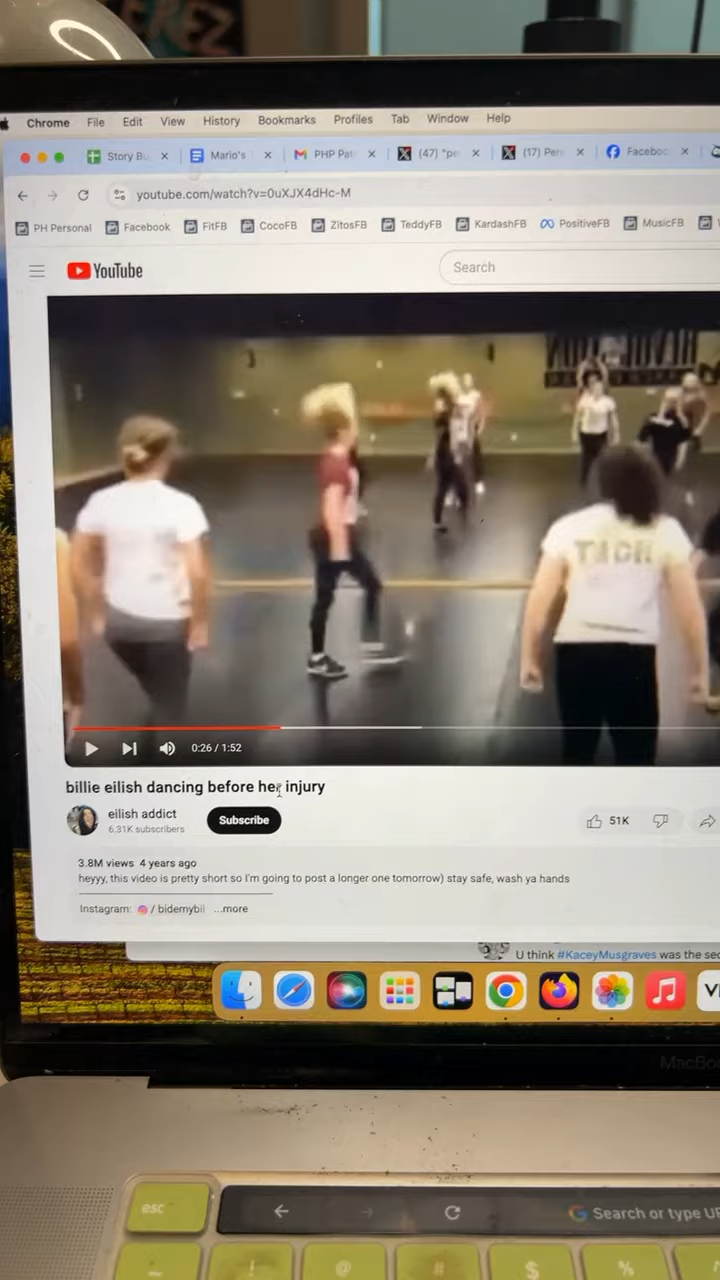 EREZ
Chrome File Edit View History Bookmarks Profiles Tab Window Help
Story Bu Mario's PHP Pat (47) "pe (17) Pere Faceboo
youtube.com/watch?v=0uXJX4dHc-M
PH Personal Facebook FitFB CocoFB ZitosFB TeddyFB KardashFB PositiveFB MusicFB
YouTube
Search
0:26 / 1:52
billie eilish dancing before her injury
eilish addict
6.31K subscribers
Subscribe
51K
3.8M views 4 years ago
heyyy, this video is pretty short so I'm going to post a longer one tomorrow) stay safe, wash ya hands
Instagram: / bidemybil ...more
U think #KaceyMusgraves was the sec
MacBo
esc
Search or type UR
! @ # $ %